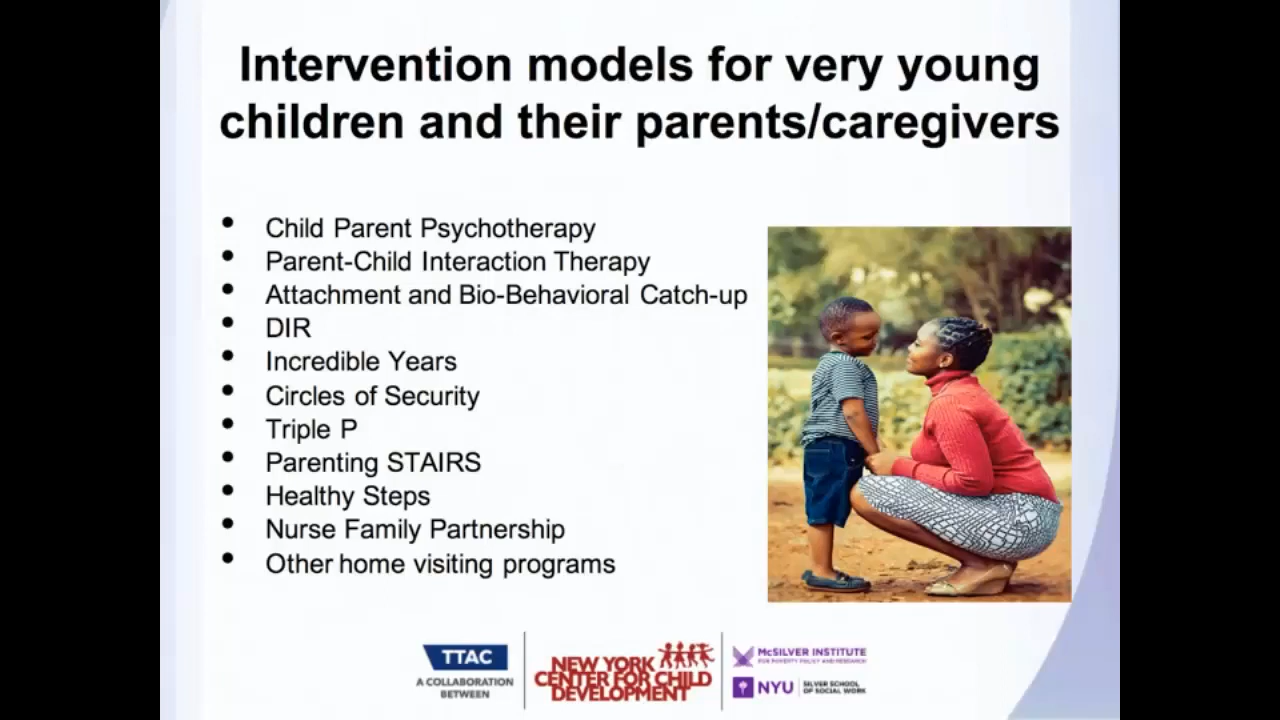 Intervention models for very young
children and their parents/caregivers
• Child Parent Psychotherapy
• Parent-Child Interaction Therapy
• Attachment and Bio-Behavioral Catch-up
• DIR
• Incredible Years
• Circles of Security
• Triple P
• Parenting STAIRS
• Healthy Steps
• Nurse Family Partnership
• Other home visiting programs
TTAC
A COLLABORATION
BETWEEN
NEW YORK
CENTER FOR CHILD
DEVELOPMENT
McSILVER INSTITUTE
FOR POVERTY POLICY AND RESEARCH
NYU
SILVER SCHOOL
OF SOCIAL WORK